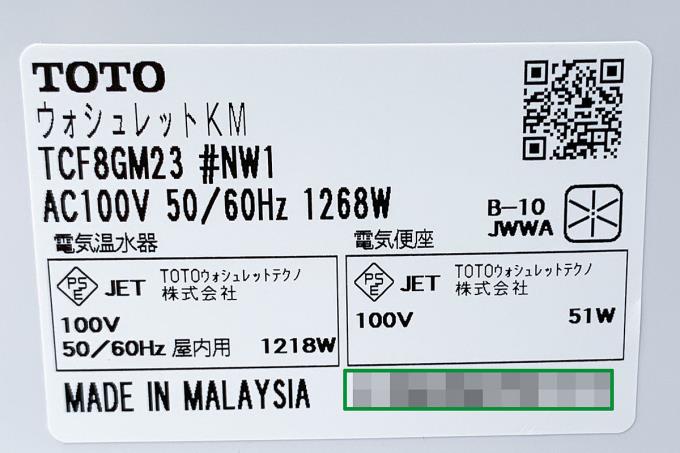 TOTO
ウォシュレットKM
TCF8GM23 #NW1
AC100V 50/60Hz 1268W
B-10
JWWA
電気温水器
PSE JET TOTOウォシュレットテクノ
株式会社
100V
50/60Hz 屋内用 1218W
電気便座
PSE JET TOTOウォシュレットテクノ
株式会社
100V 51W
MADE IN MALAYSIA